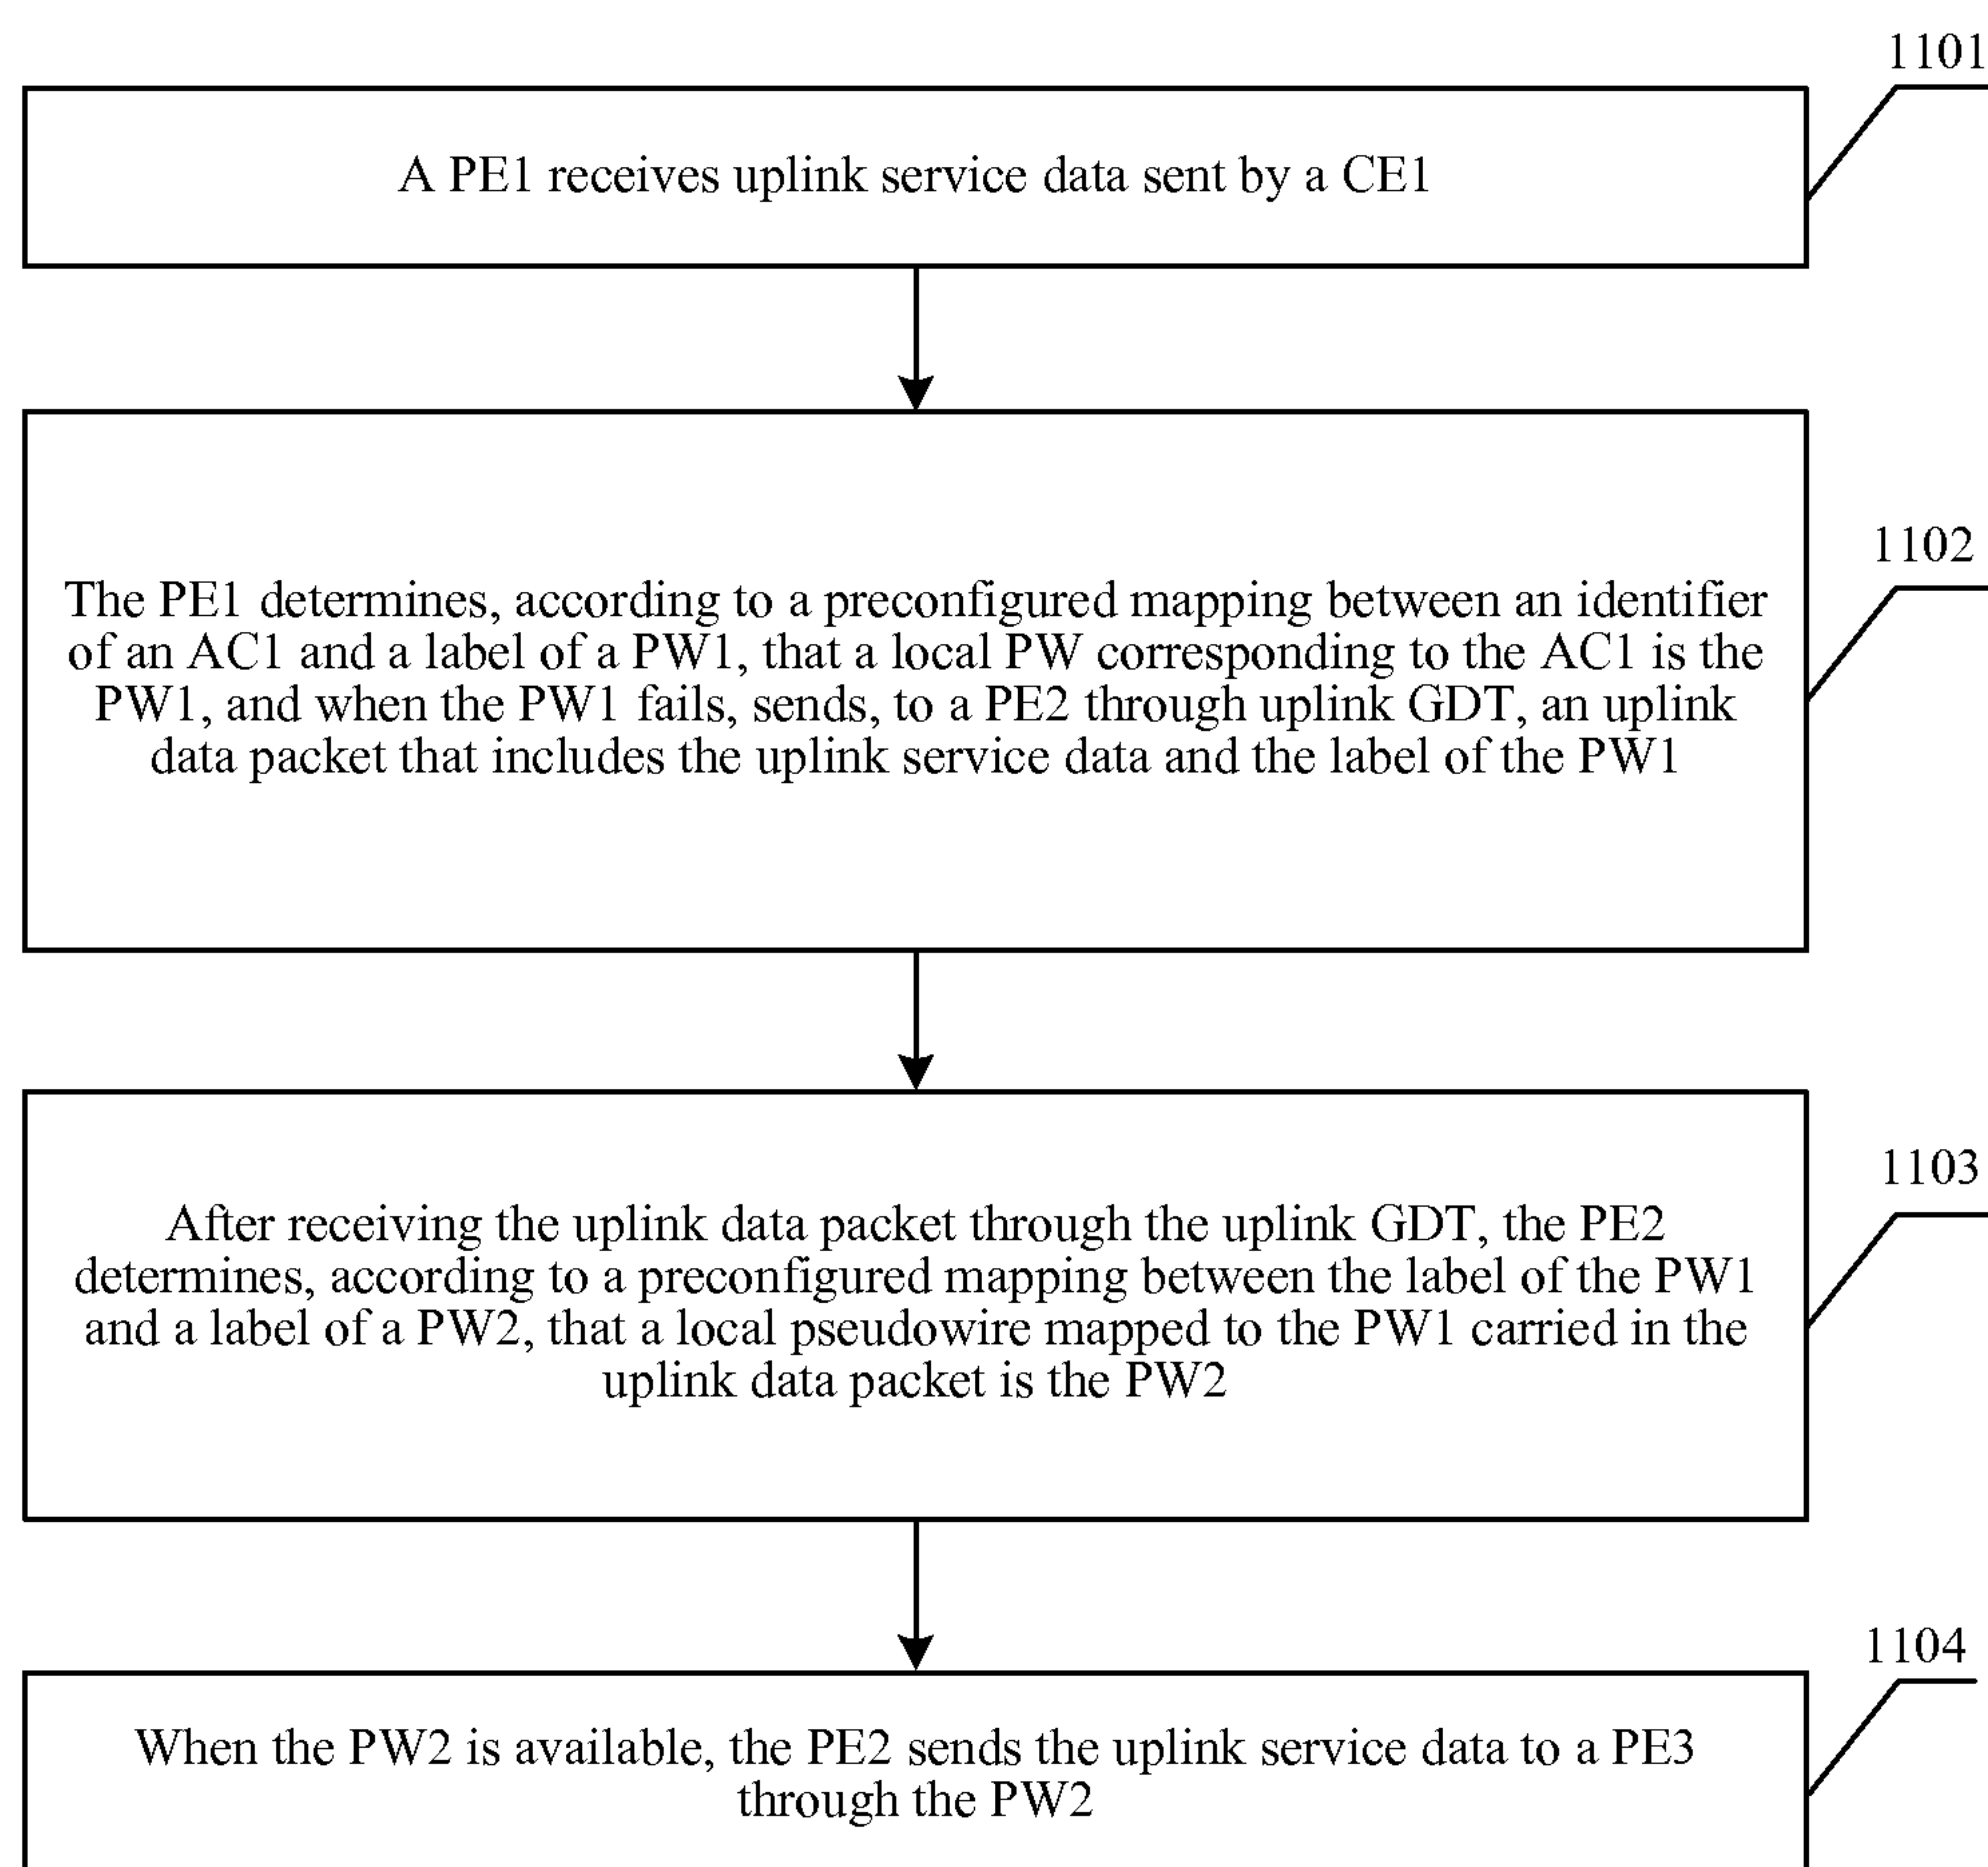 1101
A PE1 receives uplink service data sent by a CE1
1102
The PE1 determines, according to a preconfigured mapping between an identifier
of an AC1 and a label of a PW1, that a local PW corresponding to the AC1 is the
PW1, and when the PW1 fails, sends, to a PE2 through uplink GDT, an uplink
data packet that includes the uplink service data and the label of the PW1
1103
After receiving the uplink data packet through the uplink GDT, the PE2
determines, according to a preconfigured mapping between the label of the PW1
and a label of a PW2, that a local pseudowire mapped to the PW1 carried in the
uplink data packet is the PW2
1104
When the PW2 is available, the PE2 sends the uplink service data to a PE3
through the PW2